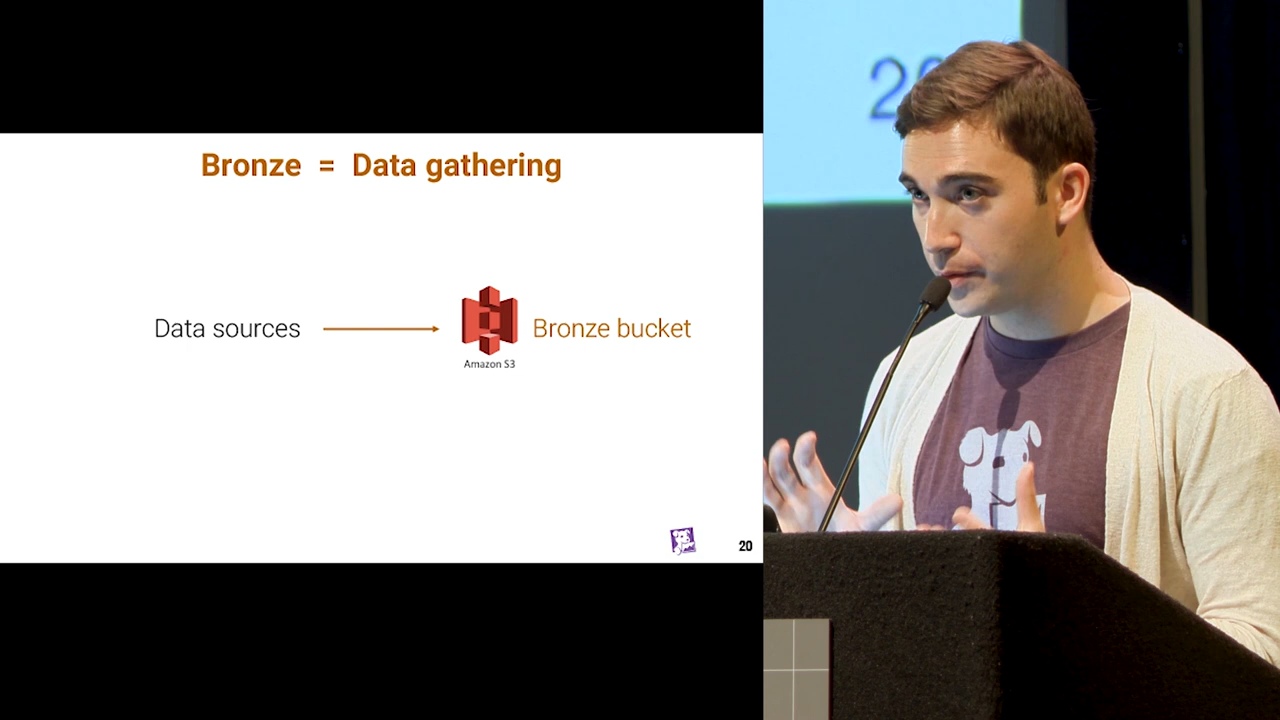 Bronze = Data gathering
Data sources
Bronze bucket
Amazon S3
20